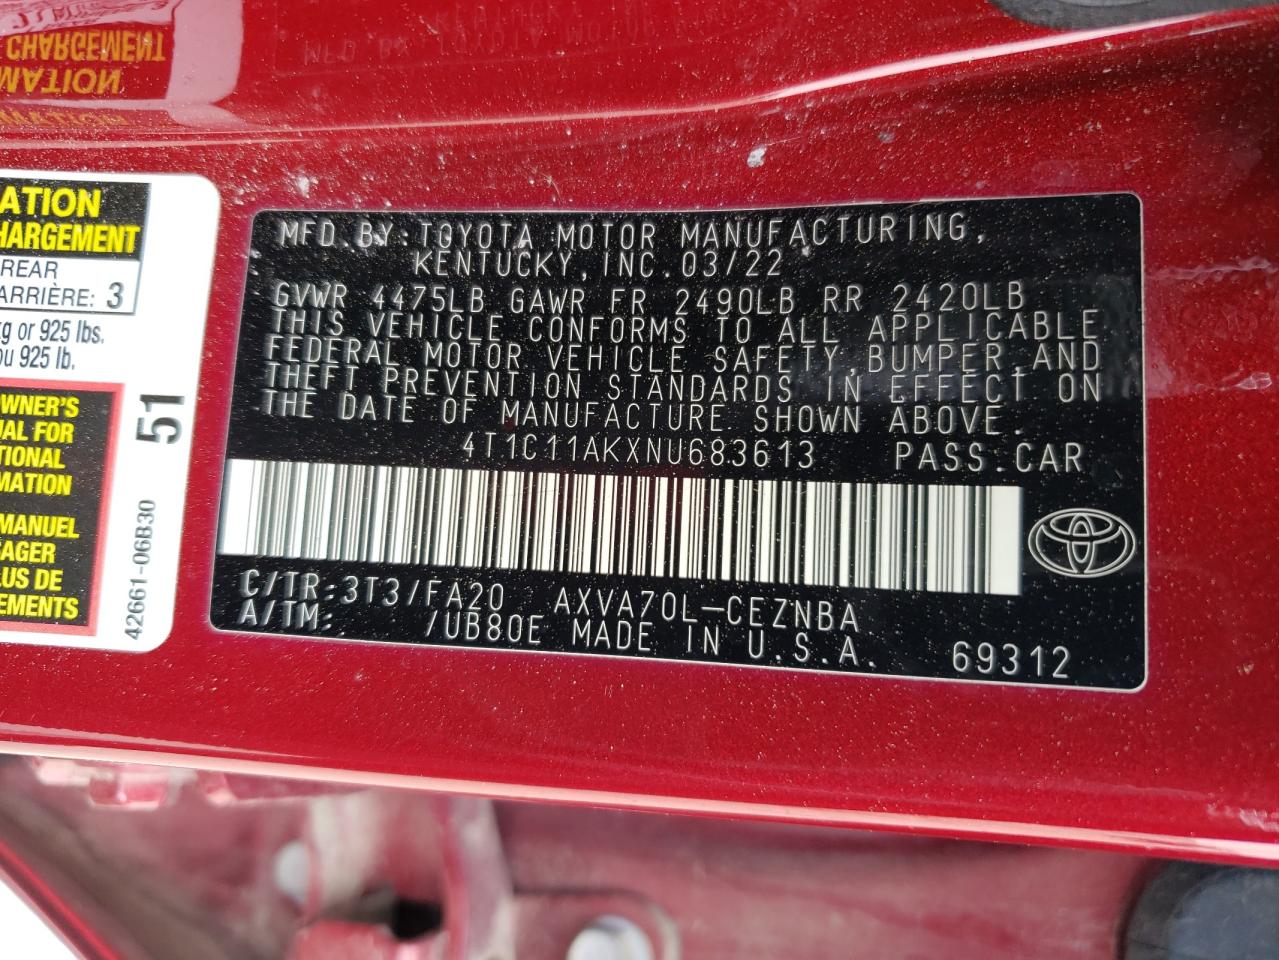 CHARGEMENT
MATION
ATION
HARGEMENT
REAR
ARRIÈRE: 3
kg or 925 lbs.
ou 925 lb.
OWNER'S
UAL FOR
TIONAL
MATION
MANUEL
AGER
LUS DE
EMENTS
51
42661-06B30
MFD.BY:TOYOTA MOTOR MANUFACTURING,
KENTUCKY,INC.03/22
GVWR 4475LB GAWR FR 2490LB RR 2420LB
THIS VEHICLE CONFORMS TO ALL APPLICABLE
FEDERAL MOTOR VEHICLE SAFETY,BUMPER,AND
THEFT PREVENTION STANDARDS IN EFFECT ON
THE DATE OF MANUFACTURE SHOWN ABOVE.
4T1C11AKXNU683613 PASS.CAR
C/TR:3T3/FA20 AXVA70L-CEZNBA
A/TM: /UB80E MADE IN U.S.A. 69312